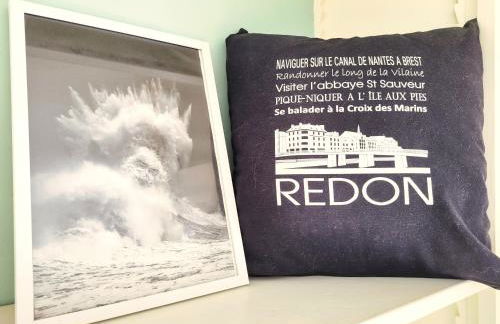 NAVIGUER SUR LE CANAL DE NANTES A BREST
Randonner le long de la Vilaine
Visiter l'abbaye St Sauveur
PIQUE-NIQUER A L' ÎLE AUX PIES
Se balader à la Croix des Marins
REDON